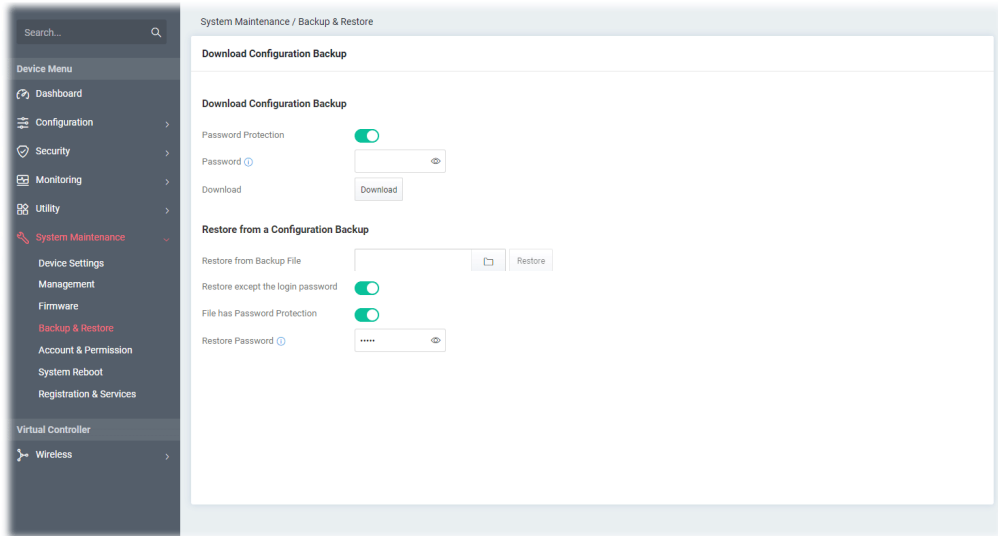 Search...
Device Menu
Dashboard
Configuration
Security
Monitoring
Utility
System Maintenance
Device Settings
Management
Firmware
Backup & Restore
Account & Permission
System Reboot
Registration & Services
Virtual Controller
Wireless
System Maintenance / Backup & Restore
Download Configuration Backup
Download Configuration Backup
Password Protection
Password
Download Download
Restore from a Configuration Backup
Restore from Backup File Restore
Restore except the login password
File has Password Protection
Restore Password •••••